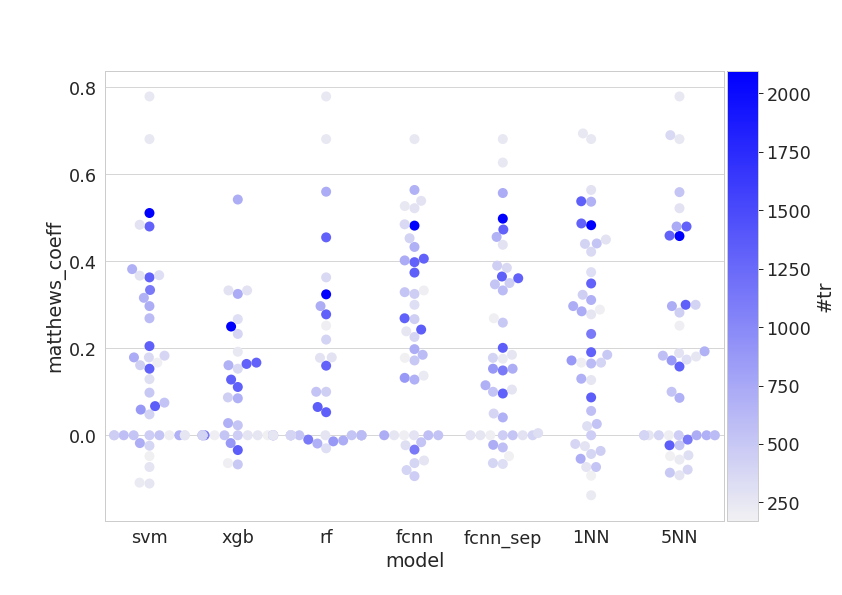 0.8
0.6
0.4
0.2
0.0
matthews_coeff
svm
xgb
rf
fcnn
fcnn_sep
1NN
5NN
model
2000
1750
1500
1250
1000
750
500
250
#tr